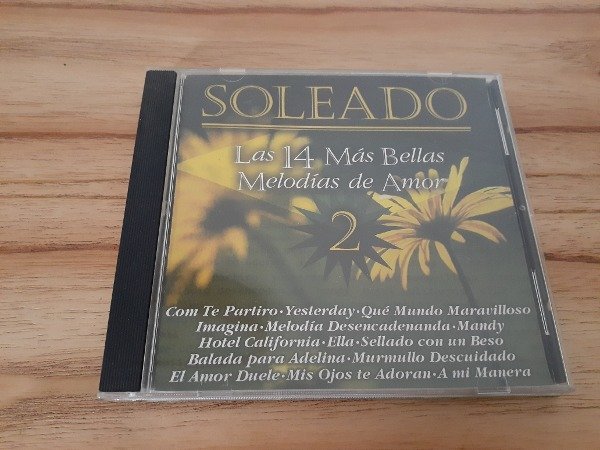 SOLEADO
Las 14 Más Bellas
Melodías de Amor
2
Com Te Partiro·Yesterday·Qué Mundo Maravilloso
Imagina·Melodía Desencadenanda·Mandy
Hotel California·Ella·Sellado con un Beso
Balada para Adelina·Murmullo Descuidado
El Amor Duele·Mis Ojos te Adoran·A mi Manera